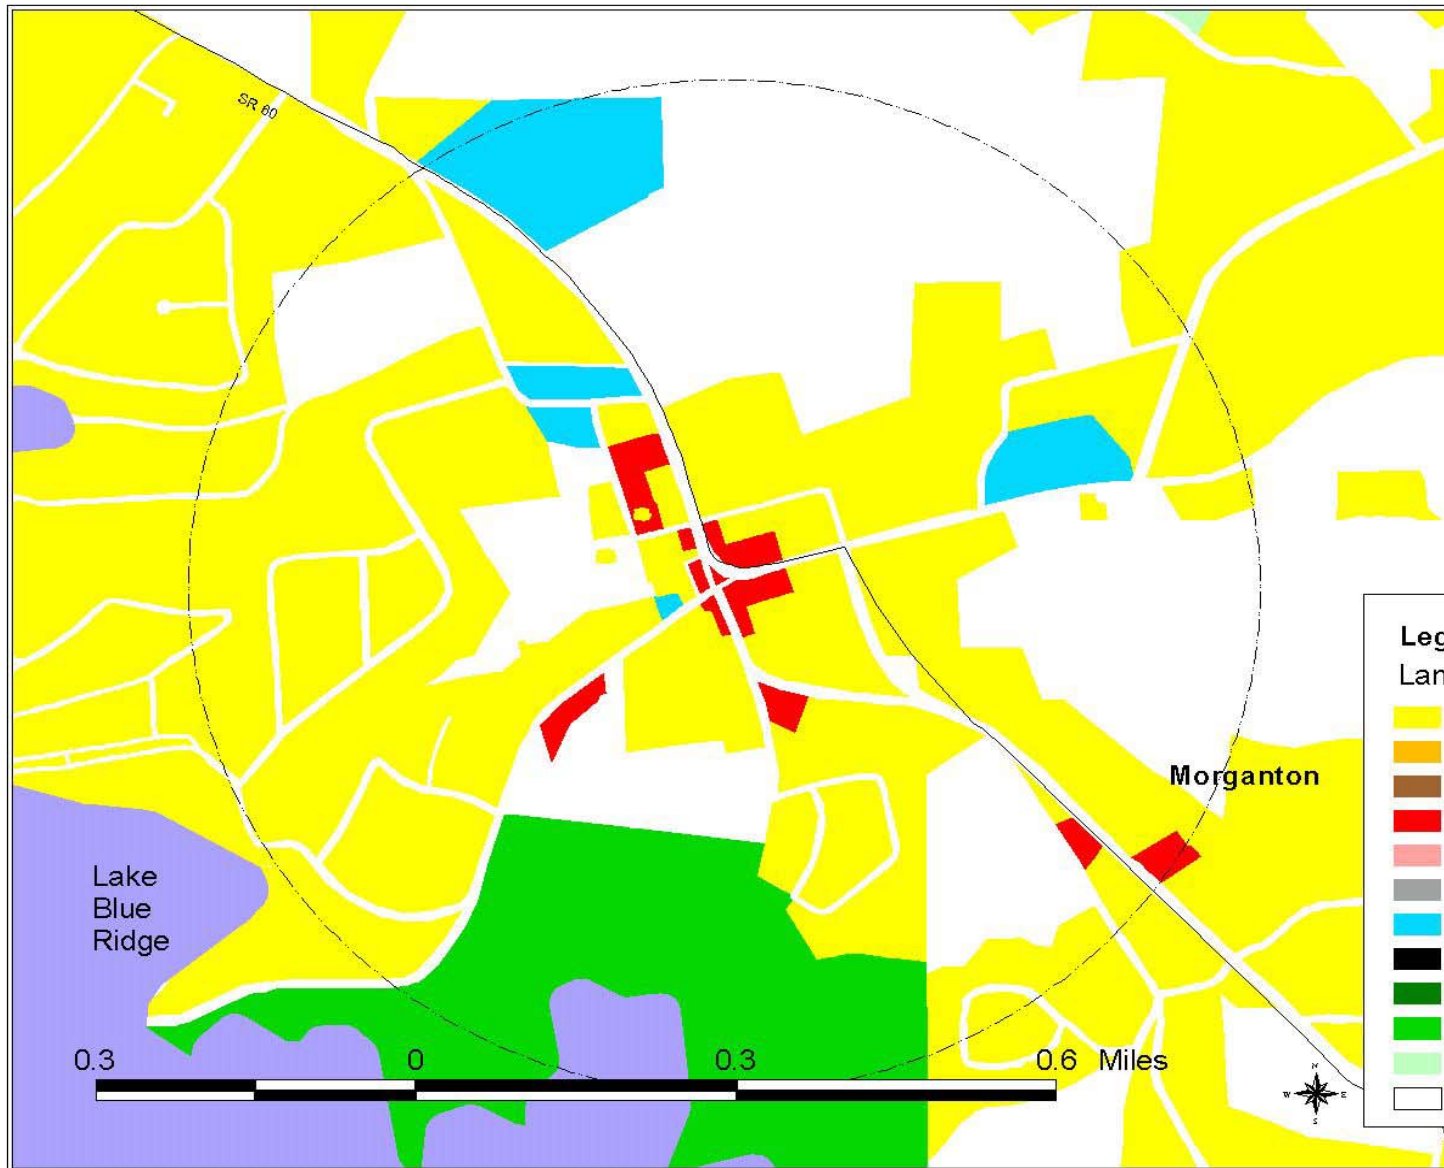 SR 60
Leg
Lan
Morganton
Lake
Blue
Ridge
0.3 0 0.3 0.6 Miles
N
W E
S